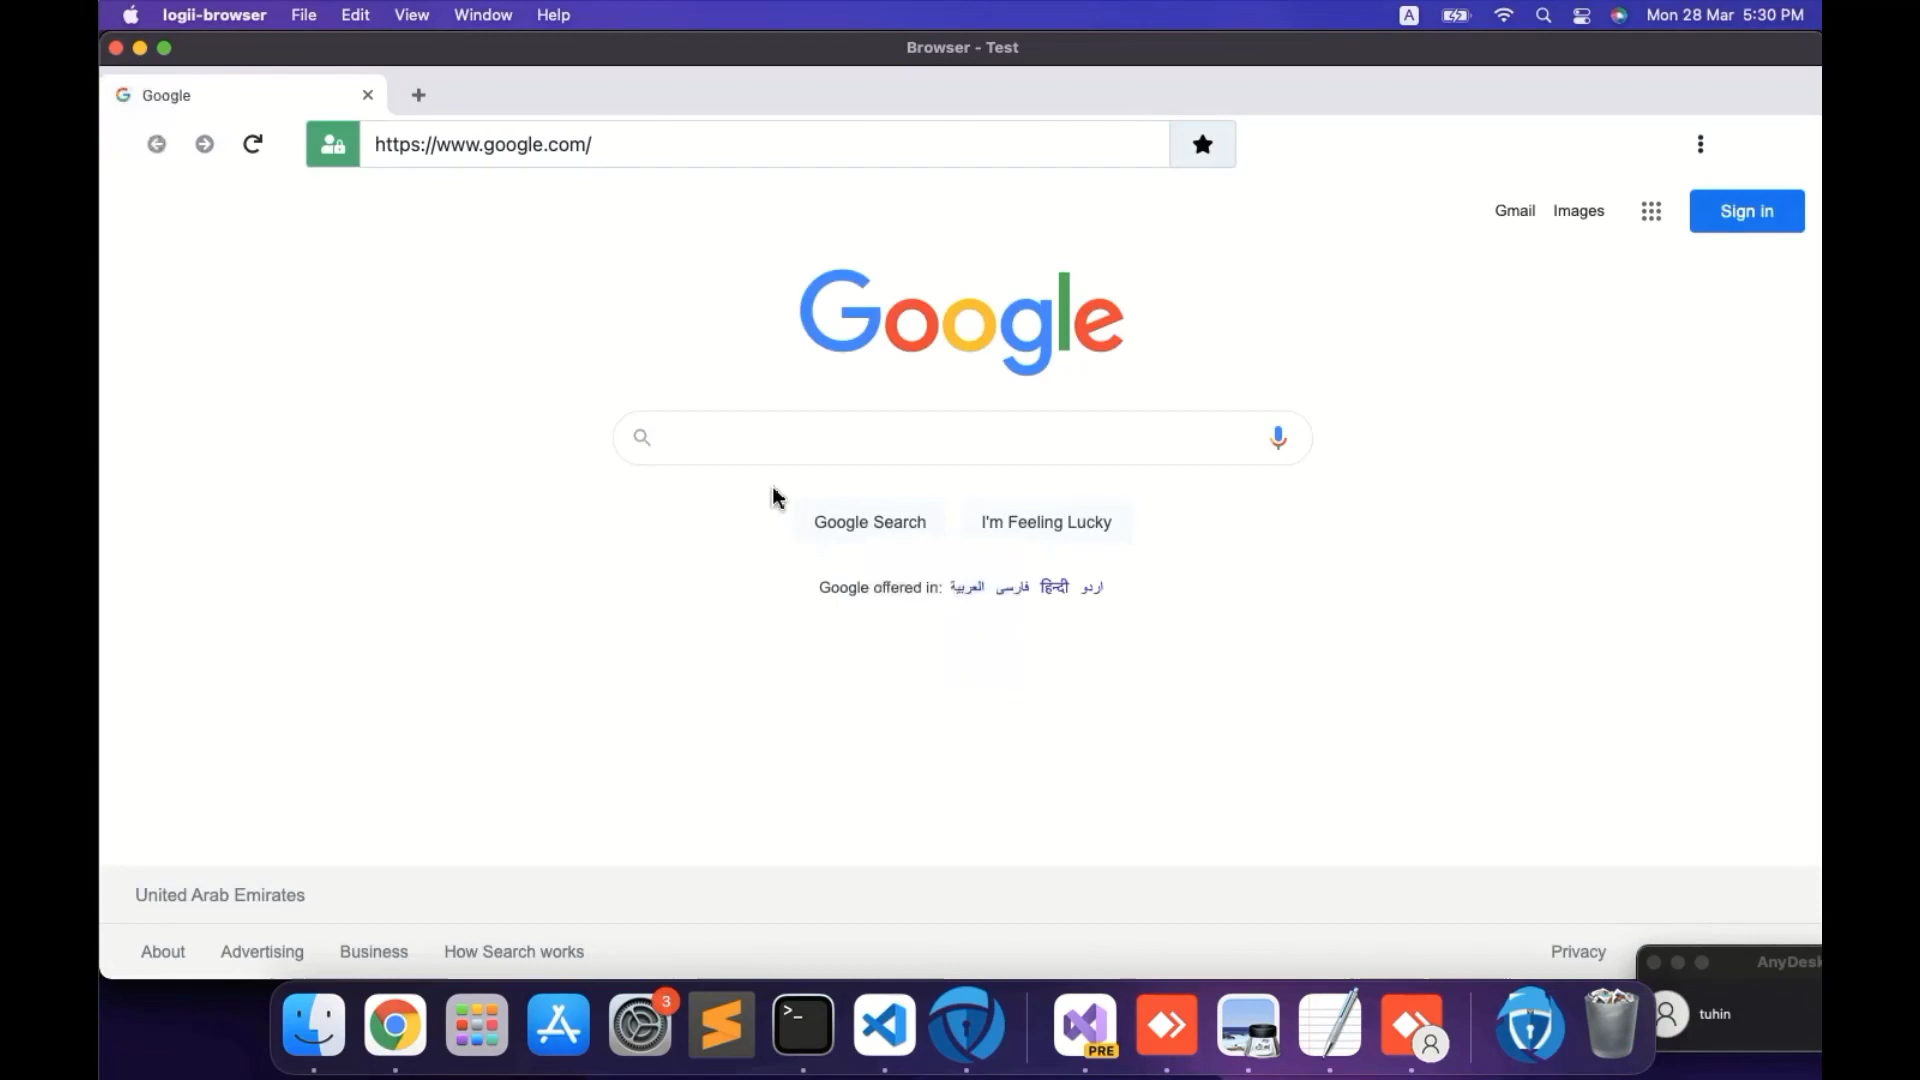 logii-browser File Edit View Window Help A Mon 28 Mar 5:30 PM
Browser - Test
Google
https://www.google.com/
Gmail Images Sign in
Google
Google Search I'm Feeling Lucky
Google offered in: العربية فارسی हिन्दी اردو
United Arab Emirates
About Advertising Business How Search works Privacy
AnyDesk
3
>_
PRE
tuhin